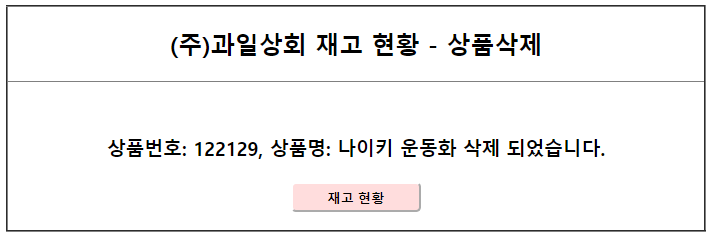 (주)과일상회 재고 현황 - 상품삭제
상품번호: 122129, 상품명: 나이키 운동화 삭제 되었습니다.
재고 현황